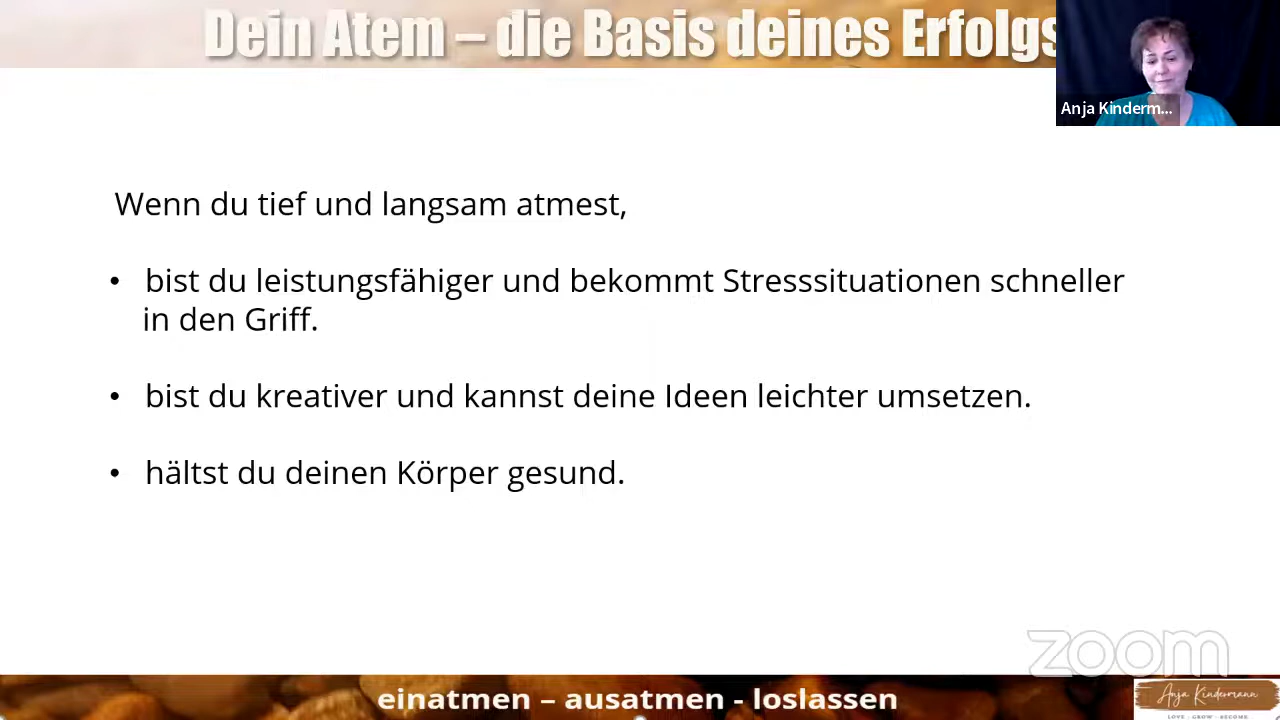 Dein Atem – die Basis deines Erfolgs
Anja Kinderm...
Wenn du tief und langsam atmest,
• bist du leistungsfähiger und bekommt Stresssituationen schneller
in den Griff.
• bist du kreativer und kannst deine Ideen leichter umsetzen.
• hältst du deinen Körper gesund.
zoom
einatmen – ausatmen - loslassen
Anja Kindermann
LOVE - GROW - BECOME